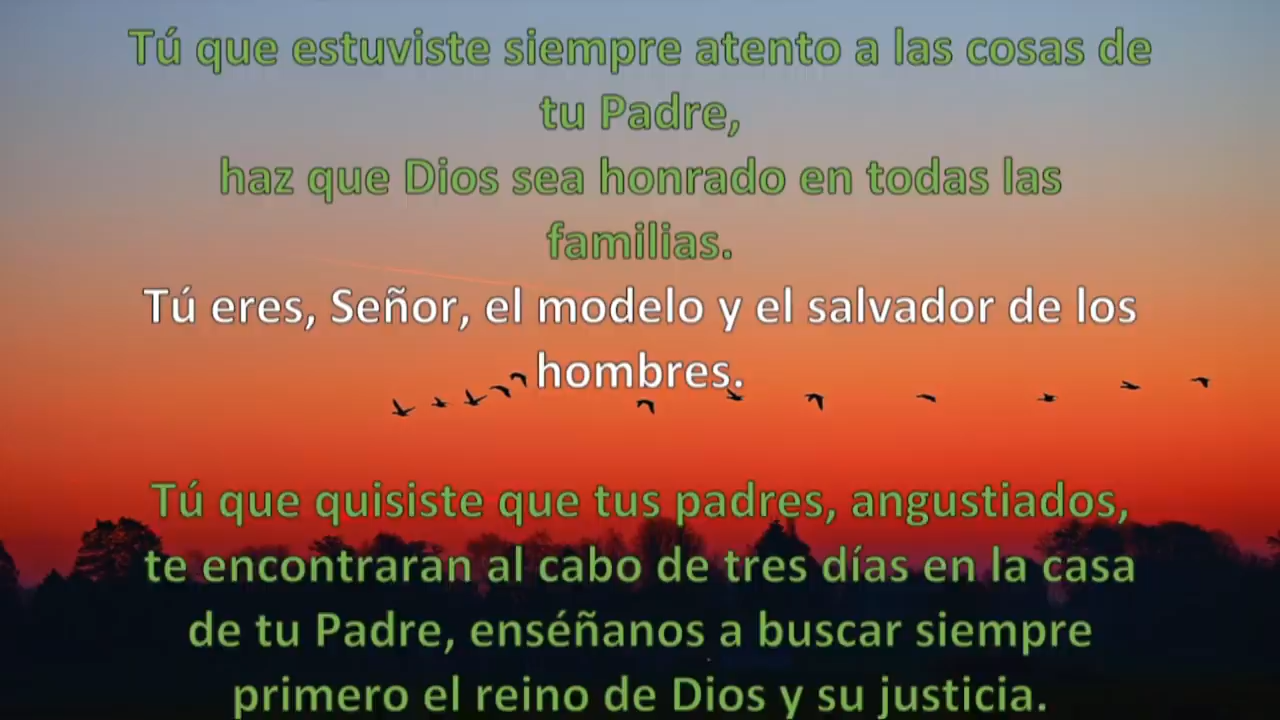 Tú que estuviste siempre atento a las cosas de
tu Padre,
haz que Dios sea honrado en todas las
familias.
Tú eres, Señor, el modelo y el salvador de los
hombres.
Tú que quisiste que tus padres, angustiados,
te encontraran al cabo de tres días en la casa
de tu Padre, enséñanos a buscar siempre
primero el reino de Dios y su justicia.